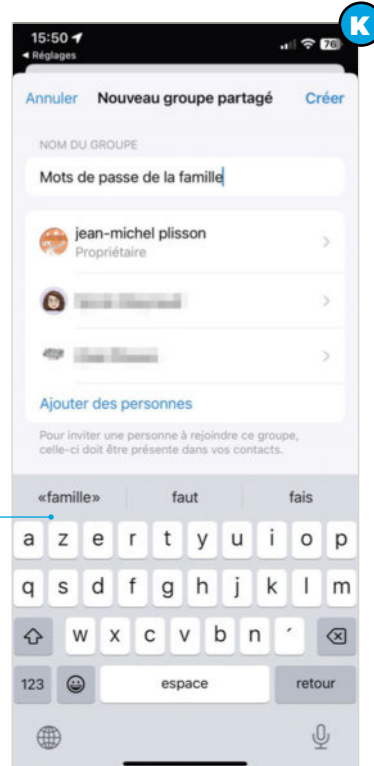 K
15:50
76
◀ Réglages
Annuler Nouveau groupe partagé Créer
NOM DU GROUPE
Mots de passe de la famille
jean-michel plisson
Propriétaire
Ajouter des personnes
Pour inviter une personne à rejoindre ce groupe,
celle-ci doit être présente dans vos contacts.
«famille» faut fais
a z e r t y u i o p
q s d f g h j k l m
w x c v b n ´
123 espace retour